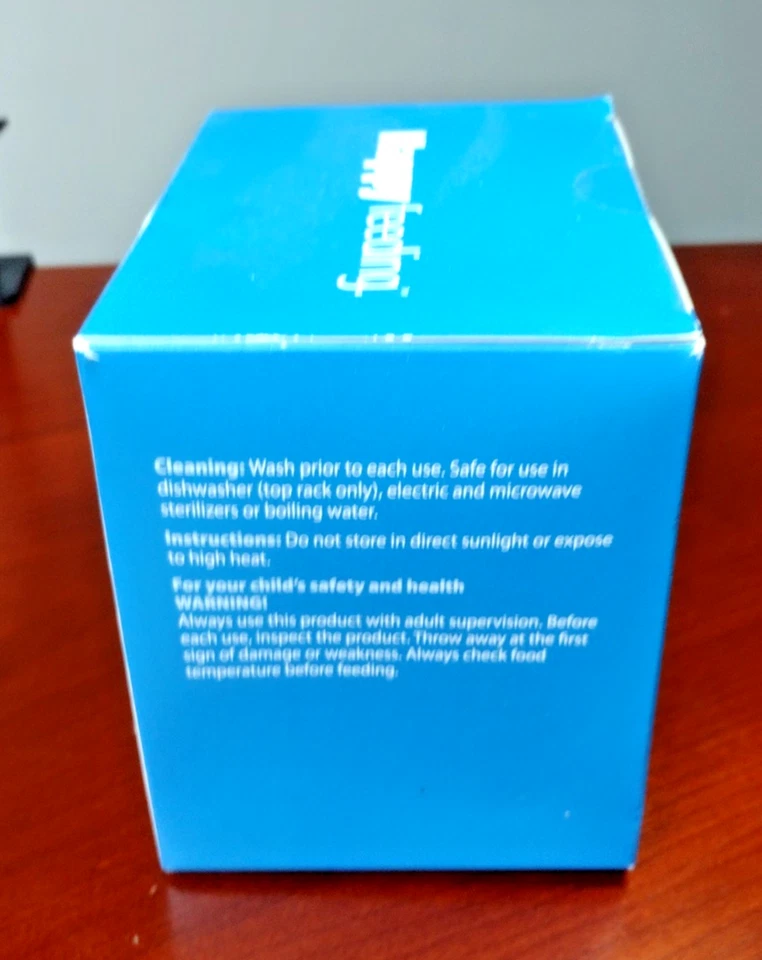 happyfeeding™
Cleaning: Wash prior to each use. Safe for use in
dishwasher (top rack only), electric and microwave
sterilizers or boiling water.
Instructions: Do not store in direct sunlight or expose
to high heat.
For your child's safety and health
WARNING!
Always use this product with adult supervision. Before
each use, inspect the product. Throw away at the first
sign of damage or weakness. Always check food
temperature before feeding.